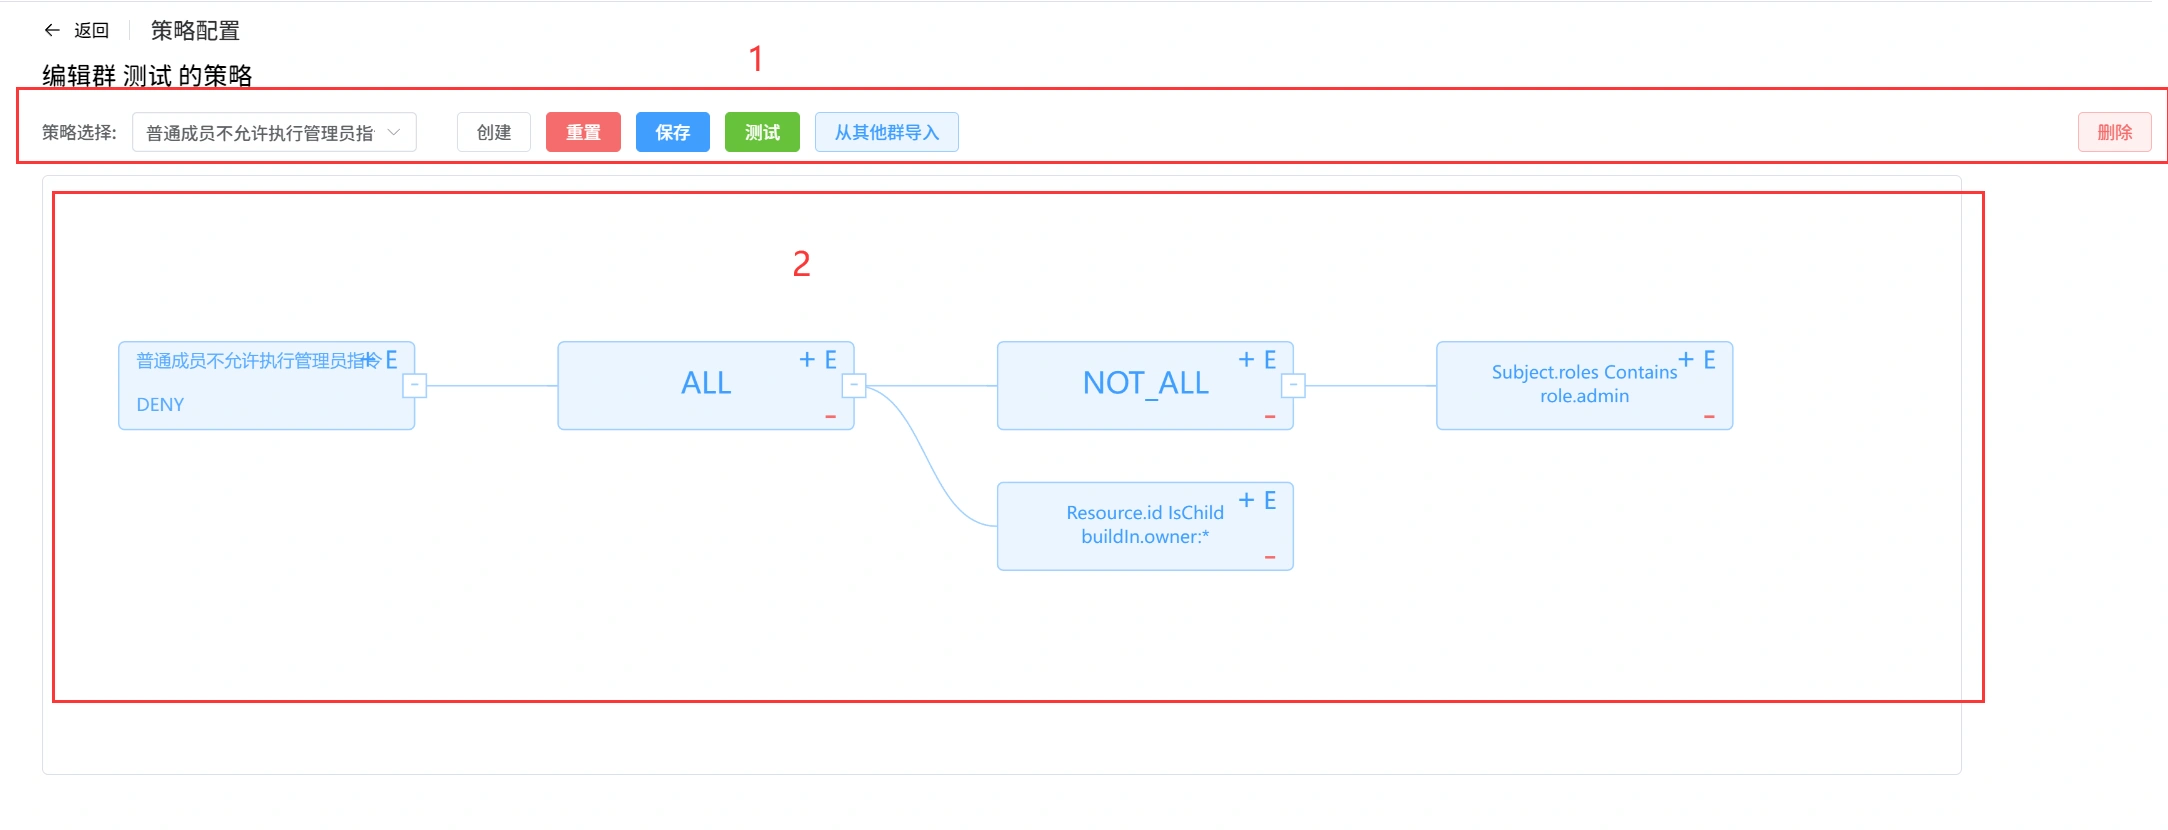 返回 策略配置
1
编辑群 测试 的策略
策略选择: 普通成员不允许执行管理员指 创建 重置 保存 测试 从其他群导入 删除
2
普通成员不允许执行管理员指令 + E
DENY
-
ALL + E
-
-
NOT_ALL + E
-
-
Subject.roles Contains
role.admin
+ E
-
Resource.id IsChild
buildIn.owner:*
+ E
-